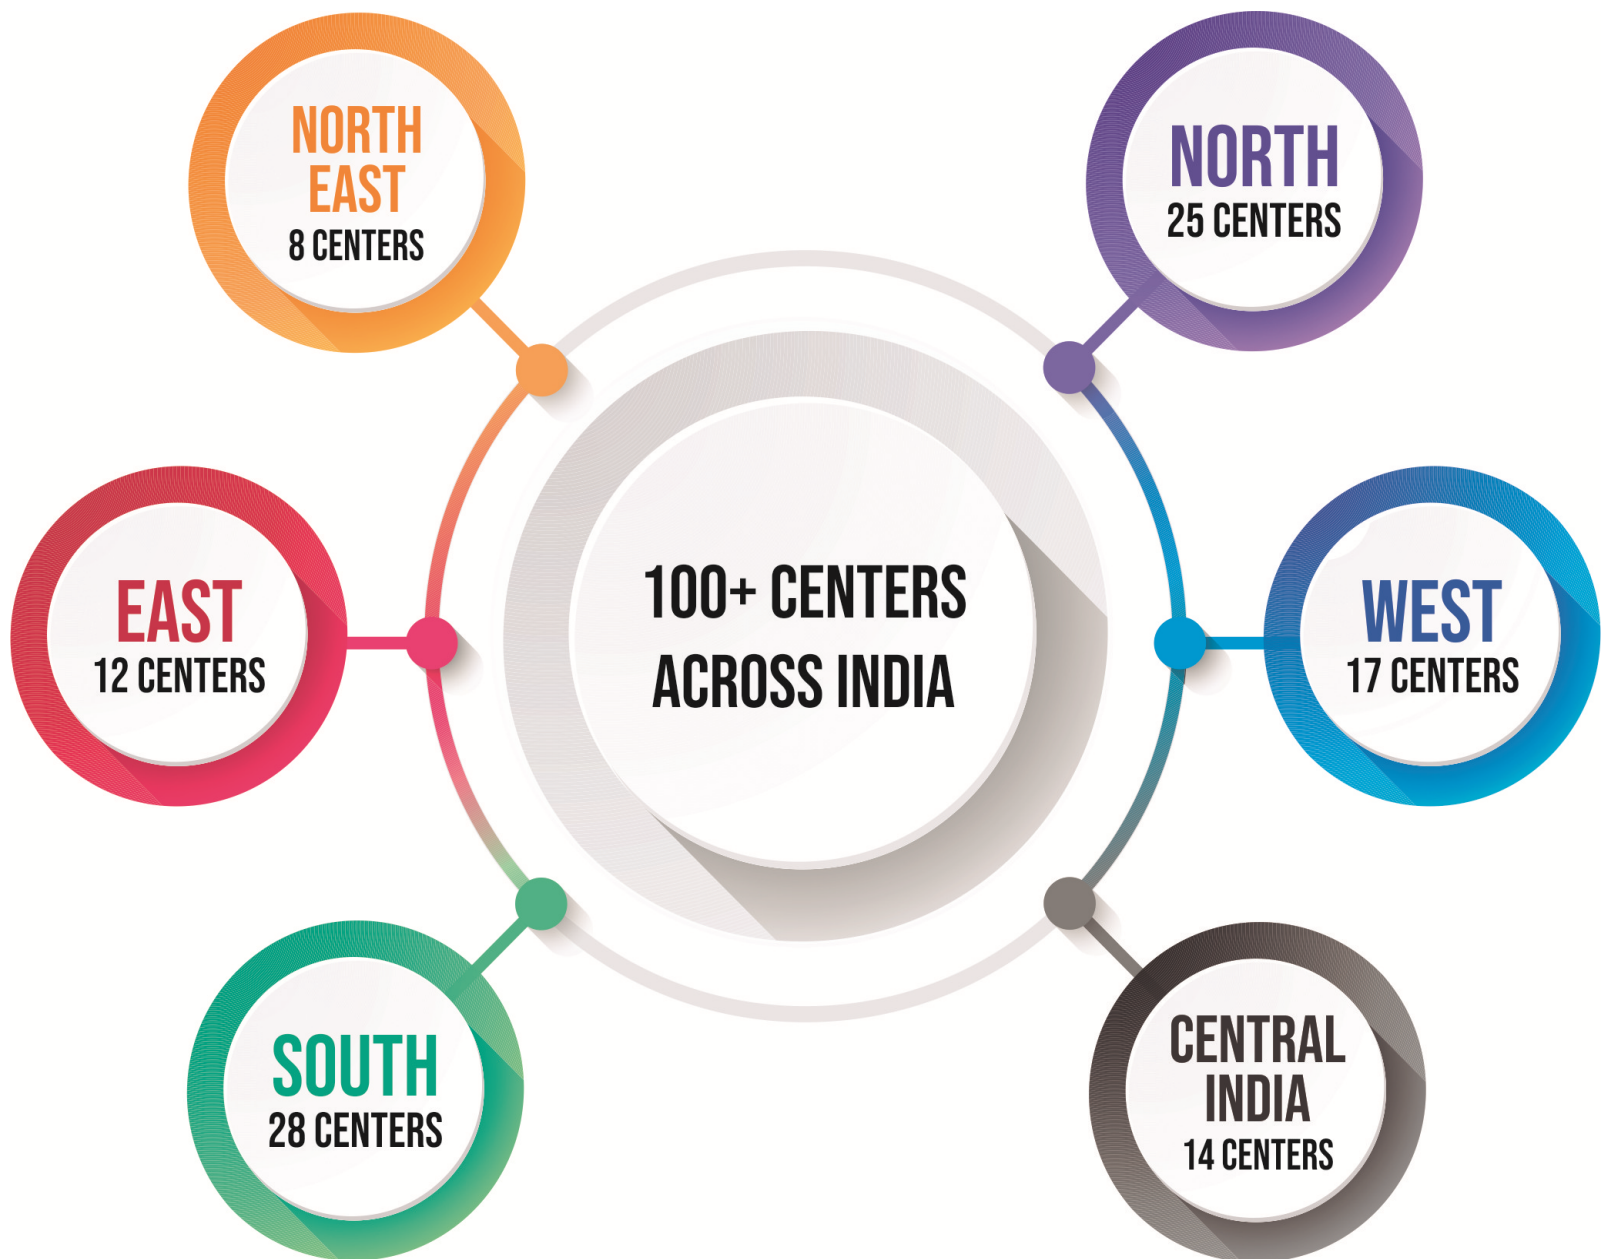 NORTH
EAST
8 CENTERS
NORTH
25 CENTERS
EAST
12 CENTERS
100+ CENTERS
ACROSS INDIA
WEST
17 CENTERS
SOUTH
28 CENTERS
CENTRAL
INDIA
14 CENTERS